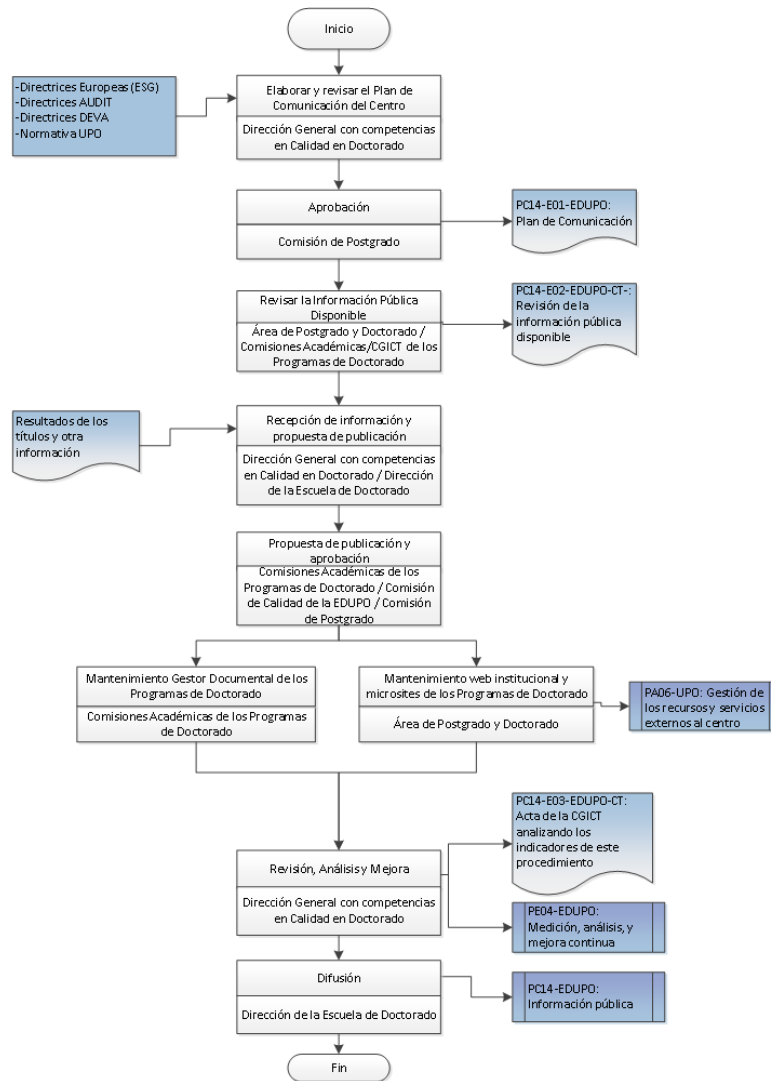 Inicio
-Directrices Europeas (ESG)
-Directrices AUDIT
-Directrices DEVA
-Normativa UPO
Elaborar y revisar el Plan de
Comunicación del Centro
Dirección General con competencias
en Calidad en Doctorado
Aprobación
Comisión de Postgrado
PC14-E01-EDUPO:
Plan de Comunicación
Revisar la Información Pública
Disponible
Área de Postgrado y Doctorado /
Comisiones Académicas/CGICT de los
Programas de Doctorado
PC14-E02-EDUPO-CT-:
Revisión de la
información pública
disponible
Resultados de los
títulos y otra
información
Recepción de información y
propuesta de publicación
Dirección General con competencias
en Calidad en Doctorado / Dirección
de la Escuela de Doctorado
Propuesta de publicación y
aprobación
Comisiones Académicas de los
Programas de Doctorado / Comisión
de Calidad de la EDUPO / Comisión
de Postgrado
Mantenimiento Gestor Documental de los
Programas de Doctorado
Comisiones Académicas de los Programas
de Doctorado
Mantenimiento web institucional y
microsites de los Programas de Doctorado
Área de Postgrado y Doctorado
PA06-UPO: Gestión de
los recursos y servicios
externos al centro
PC14-E03-EDUPO-CT:
Acta de la CGICT
analizando los
indicadores de este
procedimiento
Revisión, Análisis y Mejora
Dirección General con competencias
en Calidad en Doctorado
PE04-EDUPO:
Medición, análisis, y
mejora continua
Difusión
Dirección de la Escuela de Doctorado
PC14-EDUPO:
Información pública
Fin